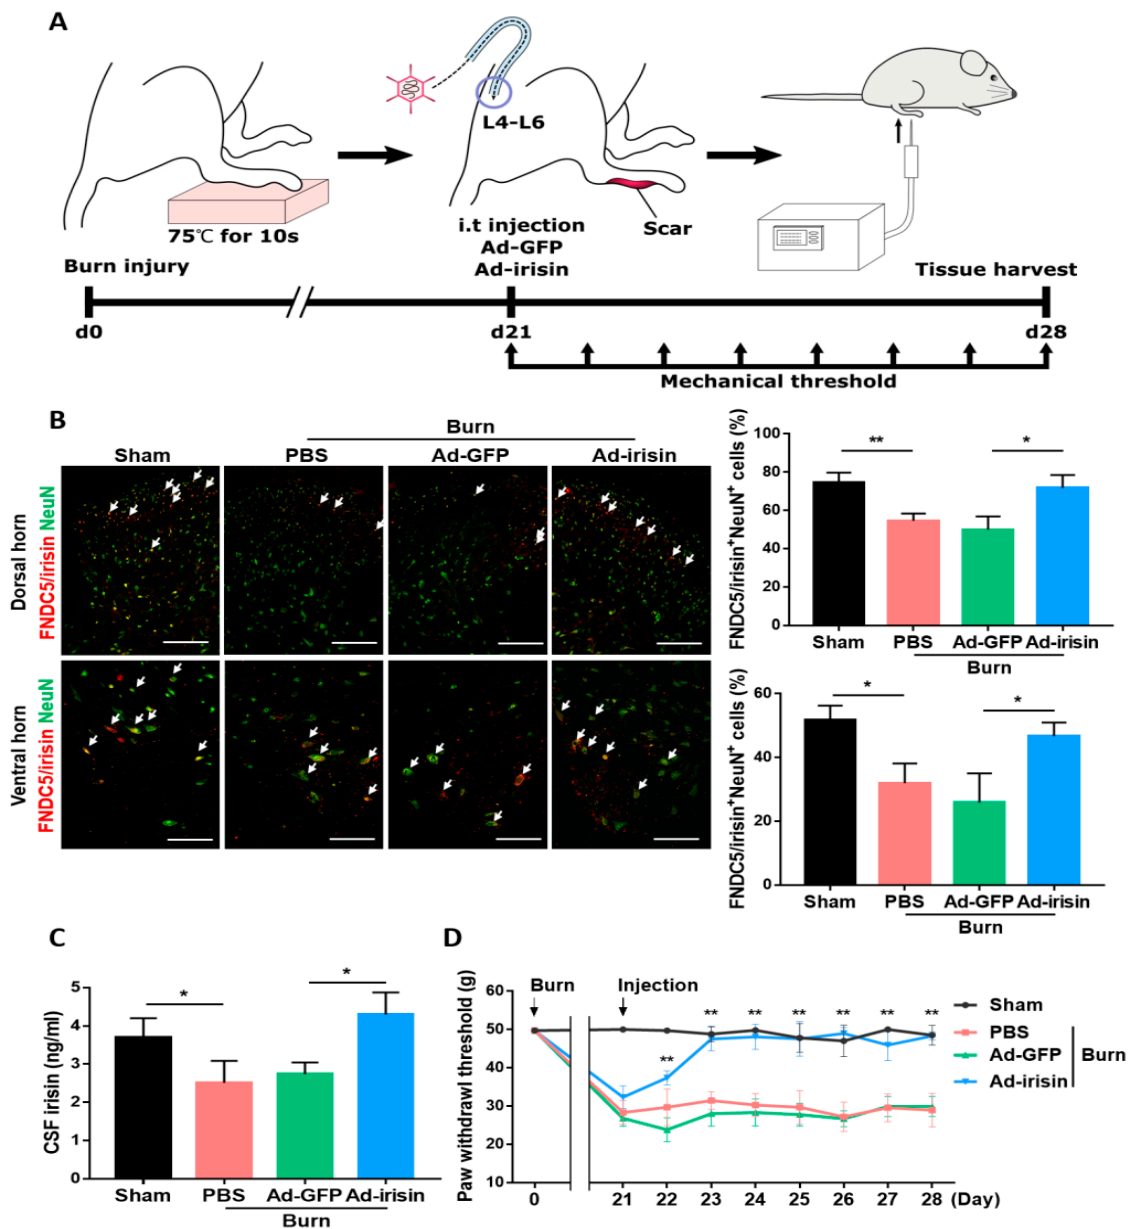 A
L4-L6
75℃ for 10s
i.t injection
Ad-GFP
Ad-irisin
Scar
Burn injury
Tissue harvest
d0
d21
d28
Mechanical threshold
B
Burn
Sham
PBS
Ad-GFP
Ad-irisin
Dorsal horn
FNDC5/irisin NeuN
Ventral horn
FNDC5/irisin NeuN
FNDC5/irisin⁺NeuN⁺ cells (%)
100
80
60
40
20
0
**
*
Sham
PBS
Ad-GFP Ad-irisin
Burn
FNDC5/irisin⁺NeuN⁺ cells (%)
60
40
20
0
*
*
Sham
PBS
Ad-GFP Ad-irisin
Burn
C
CSF irisin (ng/ml)
5
4
3
2
1
0
*
*
Sham
PBS
Ad-GFP
Ad-irisin
Burn
D
Paw withdrawl threshold (g)
60
50
40
30
20
10
Burn
Injection
**
**
**
**
**
**
**
0
21
22
23
24
25
26
27
28
(Day)
Sham
PBS
Ad-GFP
Ad-irisin
Burn